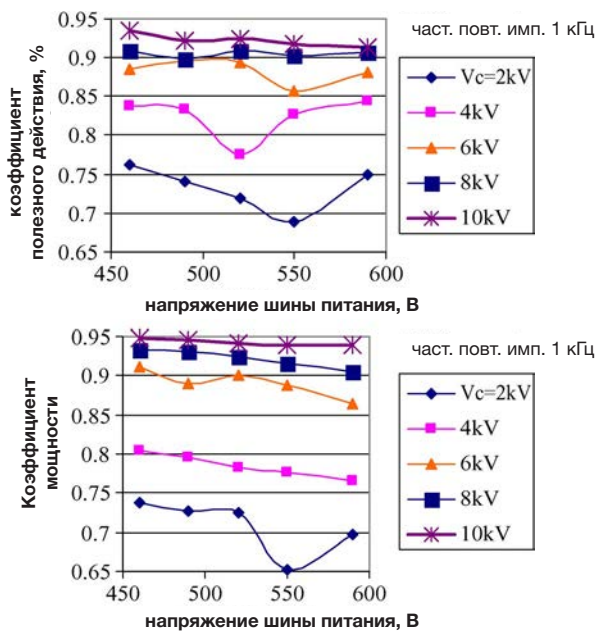 част. повт. имп. 1 кГц
коэффициент
полезного действия, %
0.95
0.9
0.85
0.8
0.75
0.7
0.65
450 500 550 600
напряжение шины питания, В
Vc=2kV
4kV
6kV
8kV
10kV
част. повт. имп. 1 кГц
Коэффициент
мощности
0.95
0.9
0.85
0.8
0.75
0.7
0.65
450 500 550 600
напряжение шины питания, В
Vc=2kV
4kV
6kV
8kV
10kV